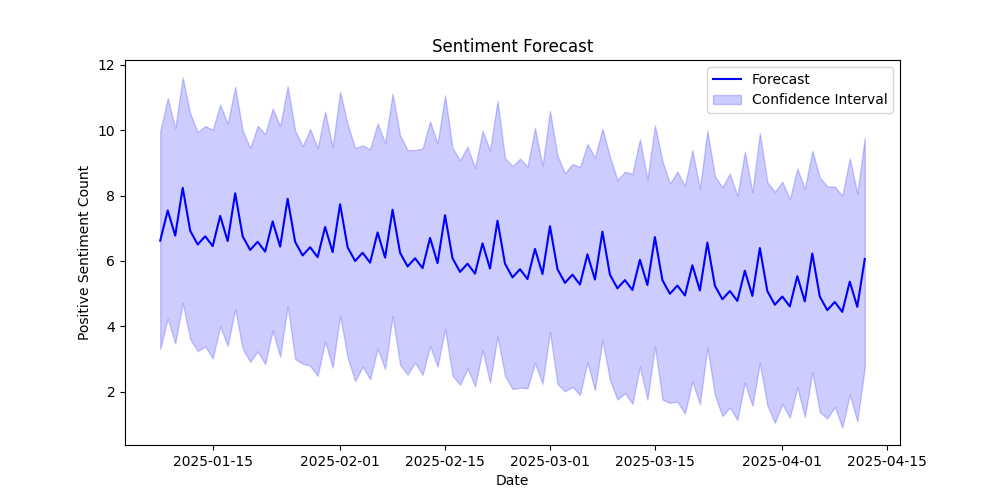 Sentiment Forecast
Forecast
Confidence Interval
Positive Sentiment Count
12
10
8
6
4
2
2025-01-15
2025-02-01
2025-02-15
2025-03-01
2025-03-15
2025-04-01
2025-04-15
Date